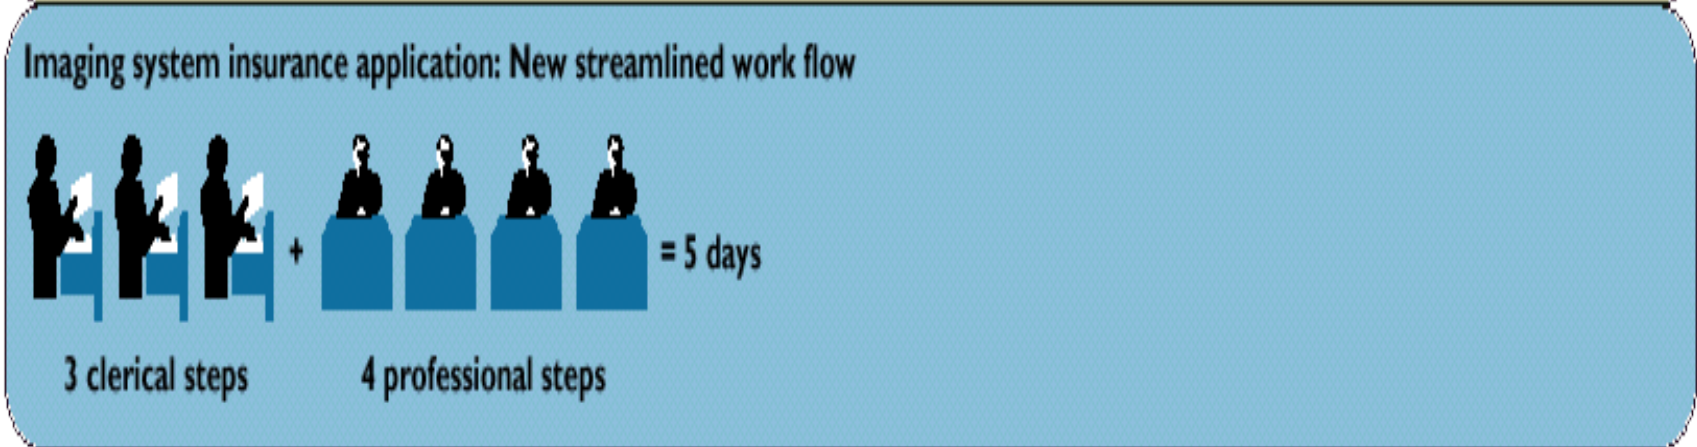 Imaging system insurance application: New streamlined work flow
+ = 5 days
3 clerical steps 4 professional steps